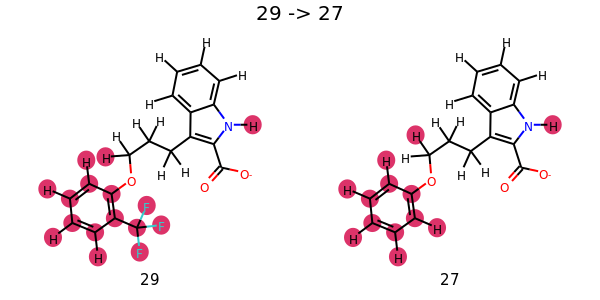 29 -> 27
H H H H N H H H H H H H H H H H O O O- F F F
H H H H N H H H H H H H H H H H H O O O-
29 27